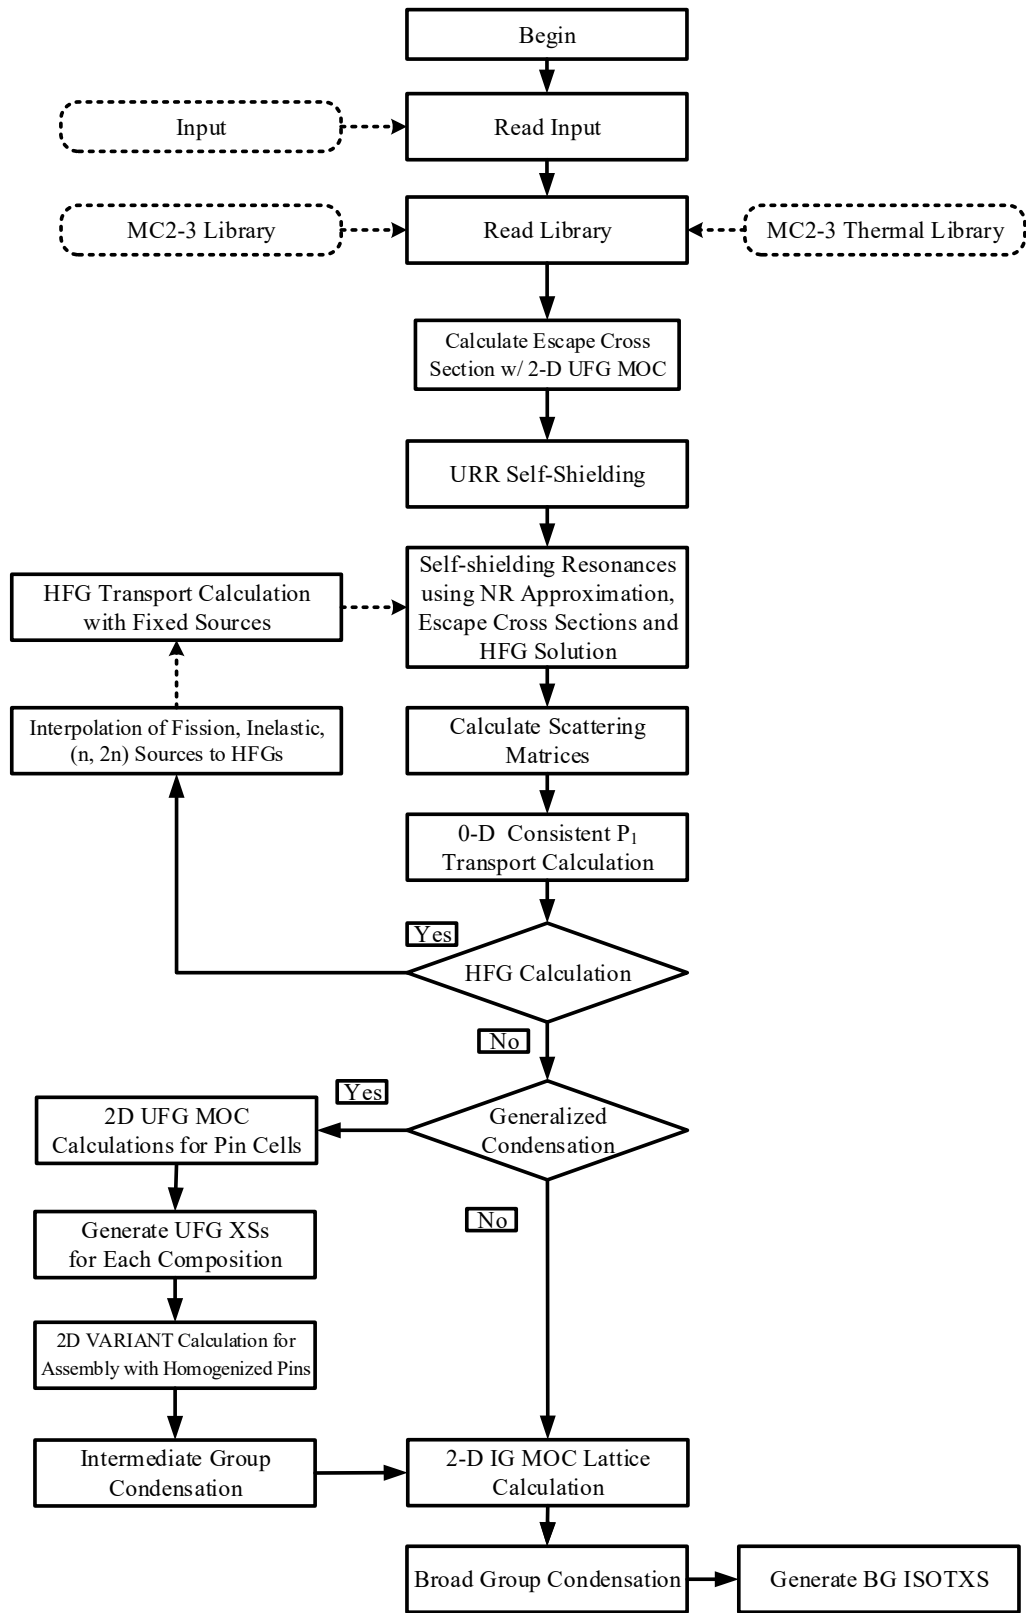 Begin
Input
Read Input
MC2-3 Library
Read Library
MC2-3 Thermal Library
Calculate Escape Cross
Section w/ 2-D UFG MOC
URR Self-Shielding
HFG Transport Calculation
with Fixed Sources
Self-shielding Resonances
using NR Approximation,
Escape Cross Sections and
HFG Solution
Interpolation of Fission, Inelastic,
(n, 2n) Sources to HFGs
Calculate Scattering
Matrices
0-D Consistent P₁
Transport Calculation
Yes
HFG Calculation
No
Yes
Generalized
Condensation
2D UFG MOC
Calculations for Pin Cells
No
Generate UFG XSs
for Each Composition
2D VARIANT Calculation for
Assembly with Homogenized Pins
Intermediate Group
Condensation
2-D IG MOC Lattice
Calculation
Broad Group Condensation
Generate BG ISOTXS